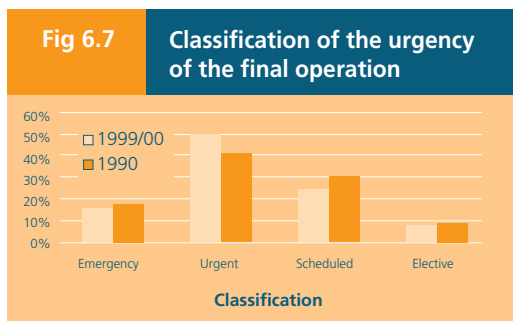 Fig 6.7
Classification of the urgency
of the final operation
60%
50%
40%
30%
20%
10%
0%
1999/00
1990
Emergency Urgent Scheduled Elective
Classification